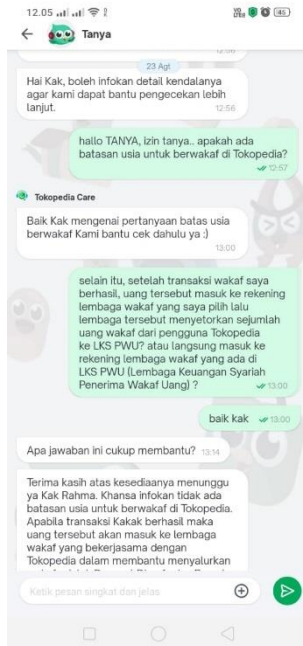 12.05
45
Tanya
12:56
23 Agt
Hai Kak, boleh infokan detail kendalanya
agar kami dapat bantu pengecekan lebih
lanjut.
12:56
hallo TANYA, izin tanya.. apakah ada
batasan usia untuk berwakaf di Tokopedia?
12:57
Tokopedia Care
Baik Kak mengenai pertanyaan batas usia
berwakaf Kami bantu cek dahulu ya :)
13:00
selain itu, setelah transaksi wakaf saya
berhasil, uang tersebut masuk ke rekening
lembaga wakaf yang saya pilih lalu
lembaga tersebut menyetorkan sejumlah
uang wakaf dari pengguna Tokopedia
ke LKS PWU? atau langsung masuk ke
rekening lembaga wakaf yang ada di
LKS PWU (Lembaga Keuangan Syariah
Penerima Wakaf Uang) ?
13:00
baik kak 13:00
Apa jawaban ini cukup membantu? 13:14
Terima kasih atas kesediaanya menunggu
ya Kak Rahma. Khansa infokan tidak ada
batasan usia untuk berwakaf di Tokopedia.
Apabila transaksi Kakak berhasil maka
uang tersebut akan masuk ke lembaga
wakaf yang bekerjasama dengan
Tokopedia dalam membantu menyalurkan
Ketik pesan singkat dan jelas